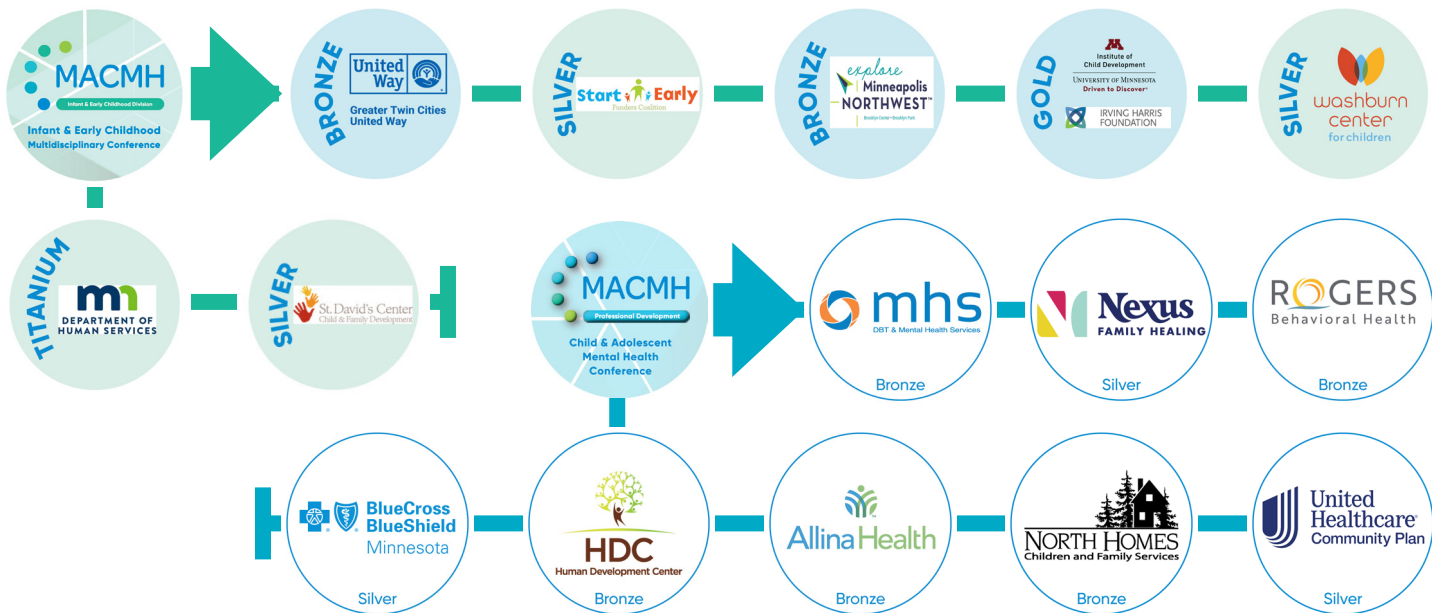 MACMH
Infant & Early Childhood Division
Infant & Early Childhood
Multidisciplinary Conference
BRONZE
United
Way
Greater Twin Cities
United Way
SILVER
Start Early
Funders Coalition
BRONZE
explore
Minneapolis
NORTHWEST™
Brooklyn Center • Brooklyn Park
GOLD
M
Institute of
Child Development
UNIVERSITY OF MINNESOTA
Driven to Discover®
IRVING HARRIS
FOUNDATION
SILVER
washburn
center
for children
TITANIUM
mn
DEPARTMENT OF
HUMAN SERVICES
SILVER
St. David's Center
Child & Family Development
MACMH
Professional Development
Child & Adolescent
Mental Health
Conference
mhs
DBT & Mental Health Services
Bronze
Nexus
FAMILY HEALING
Silver
ROGERS
Behavioral Health
Bronze
BlueCross
BlueShield
Minnesota
Silver
HDC
Human Development Center
Bronze
Allina Health
Bronze
NORTH HOMES
Children and Family Services
Bronze
United
Healthcare®
Community Plan
Silver